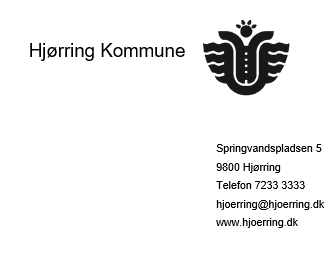 Hjørring Kommune
Springvandspladsen 5
9800 Hjørring
Telefon 7233 3333
hjoerring@hjoerring.dk
www.hjoerring.dk